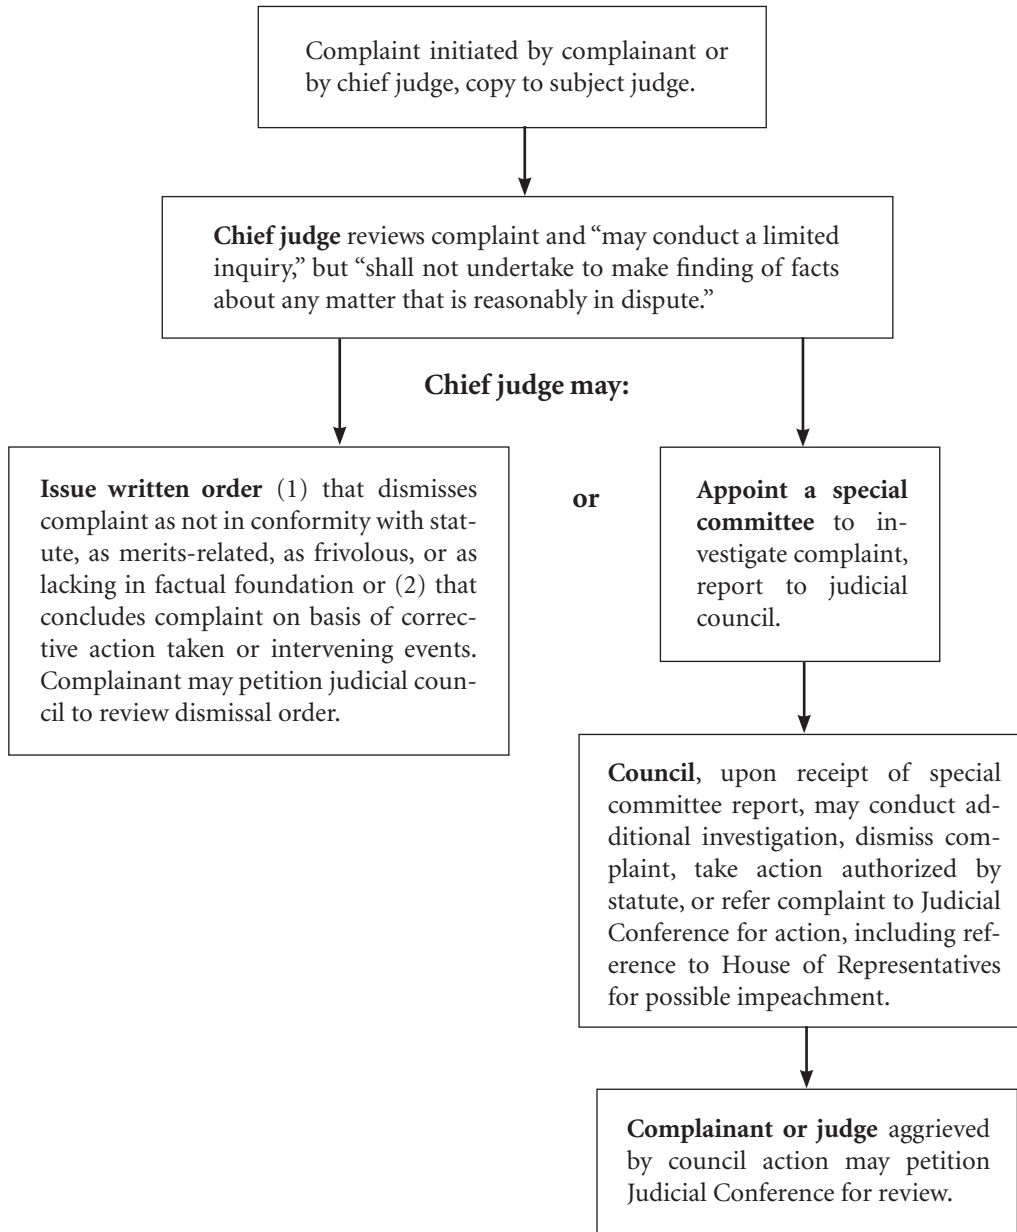 Complaint initiated by complainant or
by chief judge, copy to subject judge.
Chief judge reviews complaint and “may conduct a limited
inquiry,” but “shall not undertake to make finding of facts
about any matter that is reasonably in dispute.”
Chief judge may:
Issue written order (1) that dismisses
complaint as not in conformity with stat-
ute, as merits-related, as frivolous, or as
lacking in factual foundation or (2) that
concludes complaint on basis of correc-
tive action taken or intervening events.
Complainant may petition judicial coun-
cil to review dismissal order.
or
Appoint a special
committee to in-
vestigate complaint,
report to judicial
council.
Council, upon receipt of special
committee report, may conduct ad-
ditional investigation, dismiss com-
plaint, take action authorized by
statute, or refer complaint to Judicial
Conference for action, including ref-
erence to House of Representatives
for possible impeachment.
Complainant or judge aggrieved
by council action may petition
Judicial Conference for review.